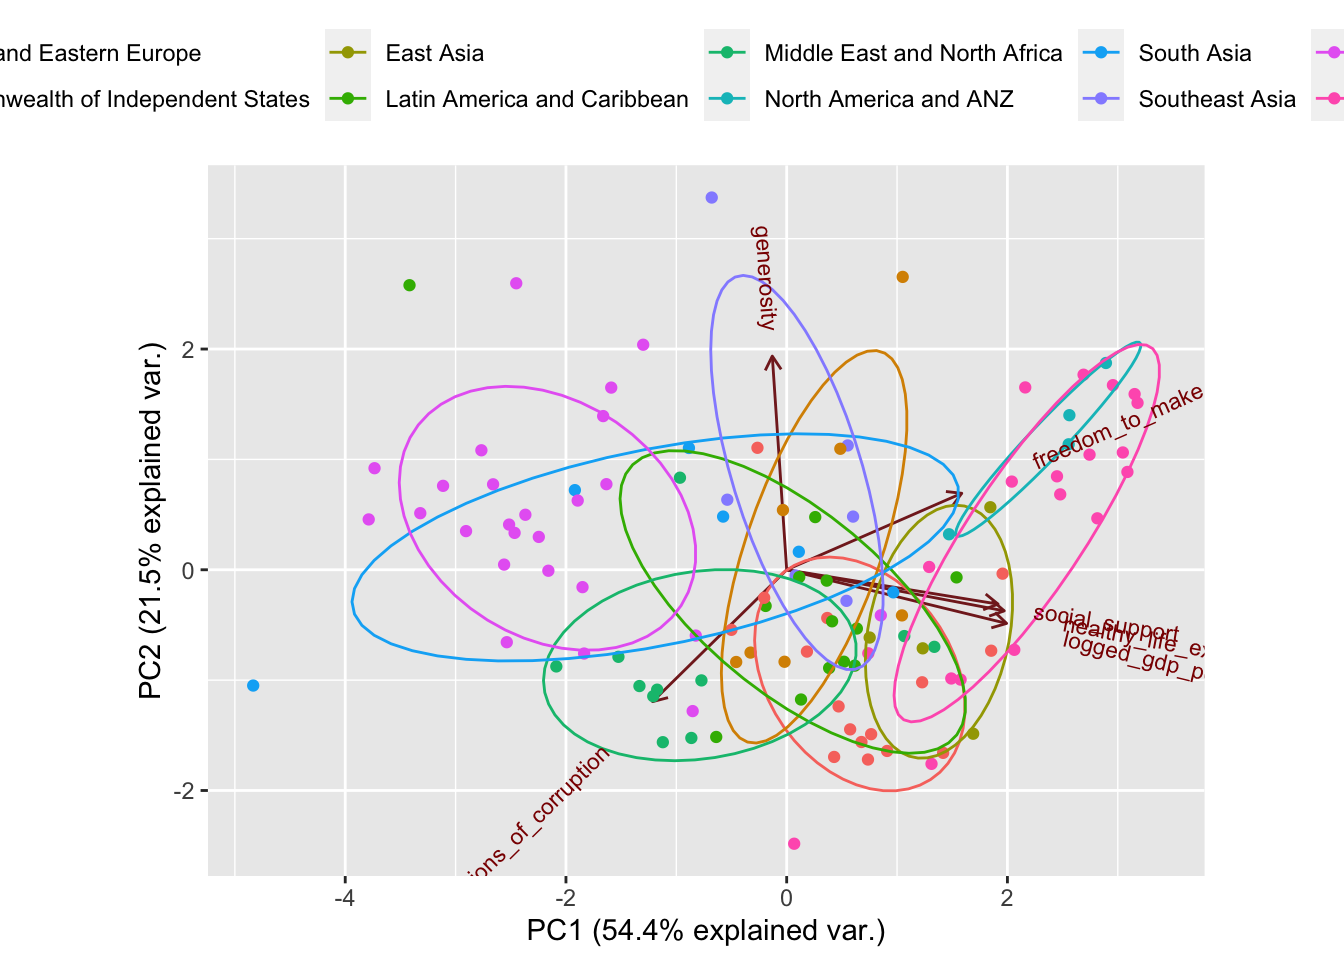 and Eastern Europe East Asia Middle East and North Africa South Asia
wealth of Independent States Latin America and Caribbean North America and ANZ Southeast Asia
generosity
freedom_to_make
social_support
healthy_life_ex
logged_gdp_p
ions_of_corruption
2
0
-2
-4 -2 0 2
PC1 (54.4% explained var.)
PC2 (21.5% explained var.)